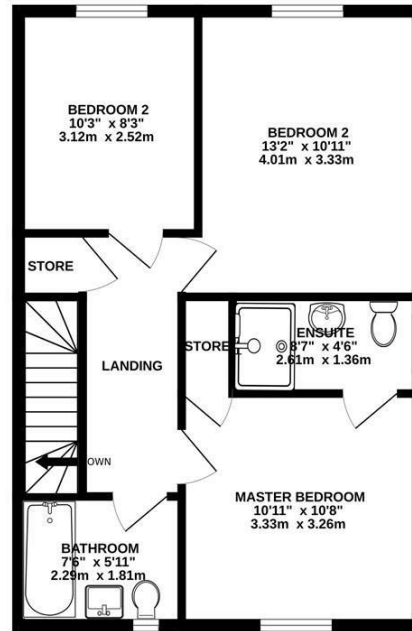 BEDROOM 2
10'3" x 8'3"
3.12m x 2.52m
BEDROOM 2
13'2" x 10'11"
4.01m x 3.33m
STORE
LANDING
STORE
ENSUITE
8'7" x 4'6"
2.61m x 1.36m
OWN
MASTER BEDROOM
10'11" x 10'8"
3.33m x 3.26m
BATHROOM
7'6" x 5'11"
2.29m x 1.81m